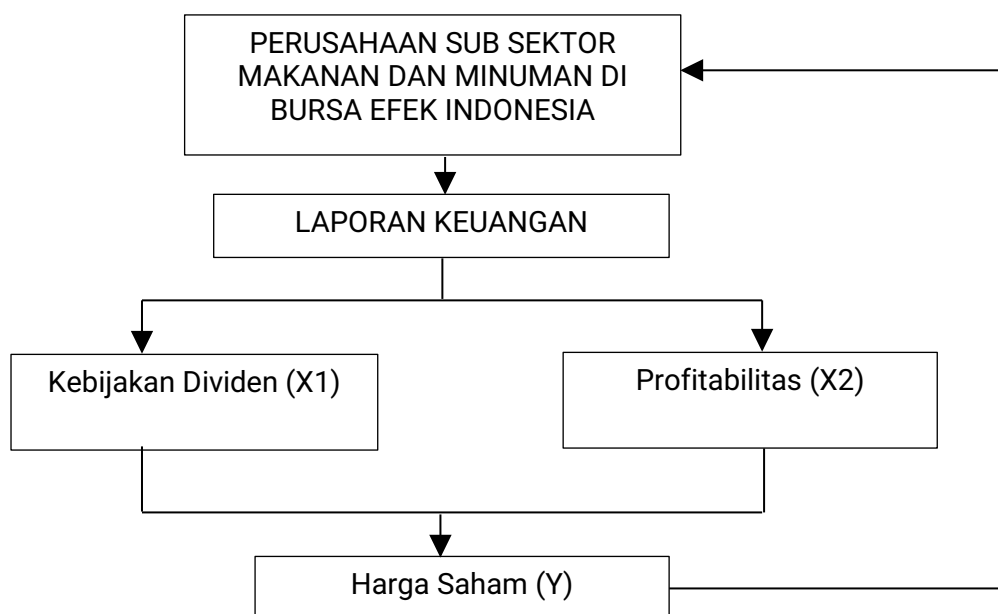 PERUSAHAAN SUB SEKTOR
MAKANAN DAN MINUMAN DI
BURSA EFEK INDONESIA
LAPORAN KEUANGAN
Kebijakan Dividen (X1)
Profitabilitas (X2)
Harga Saham (Y)